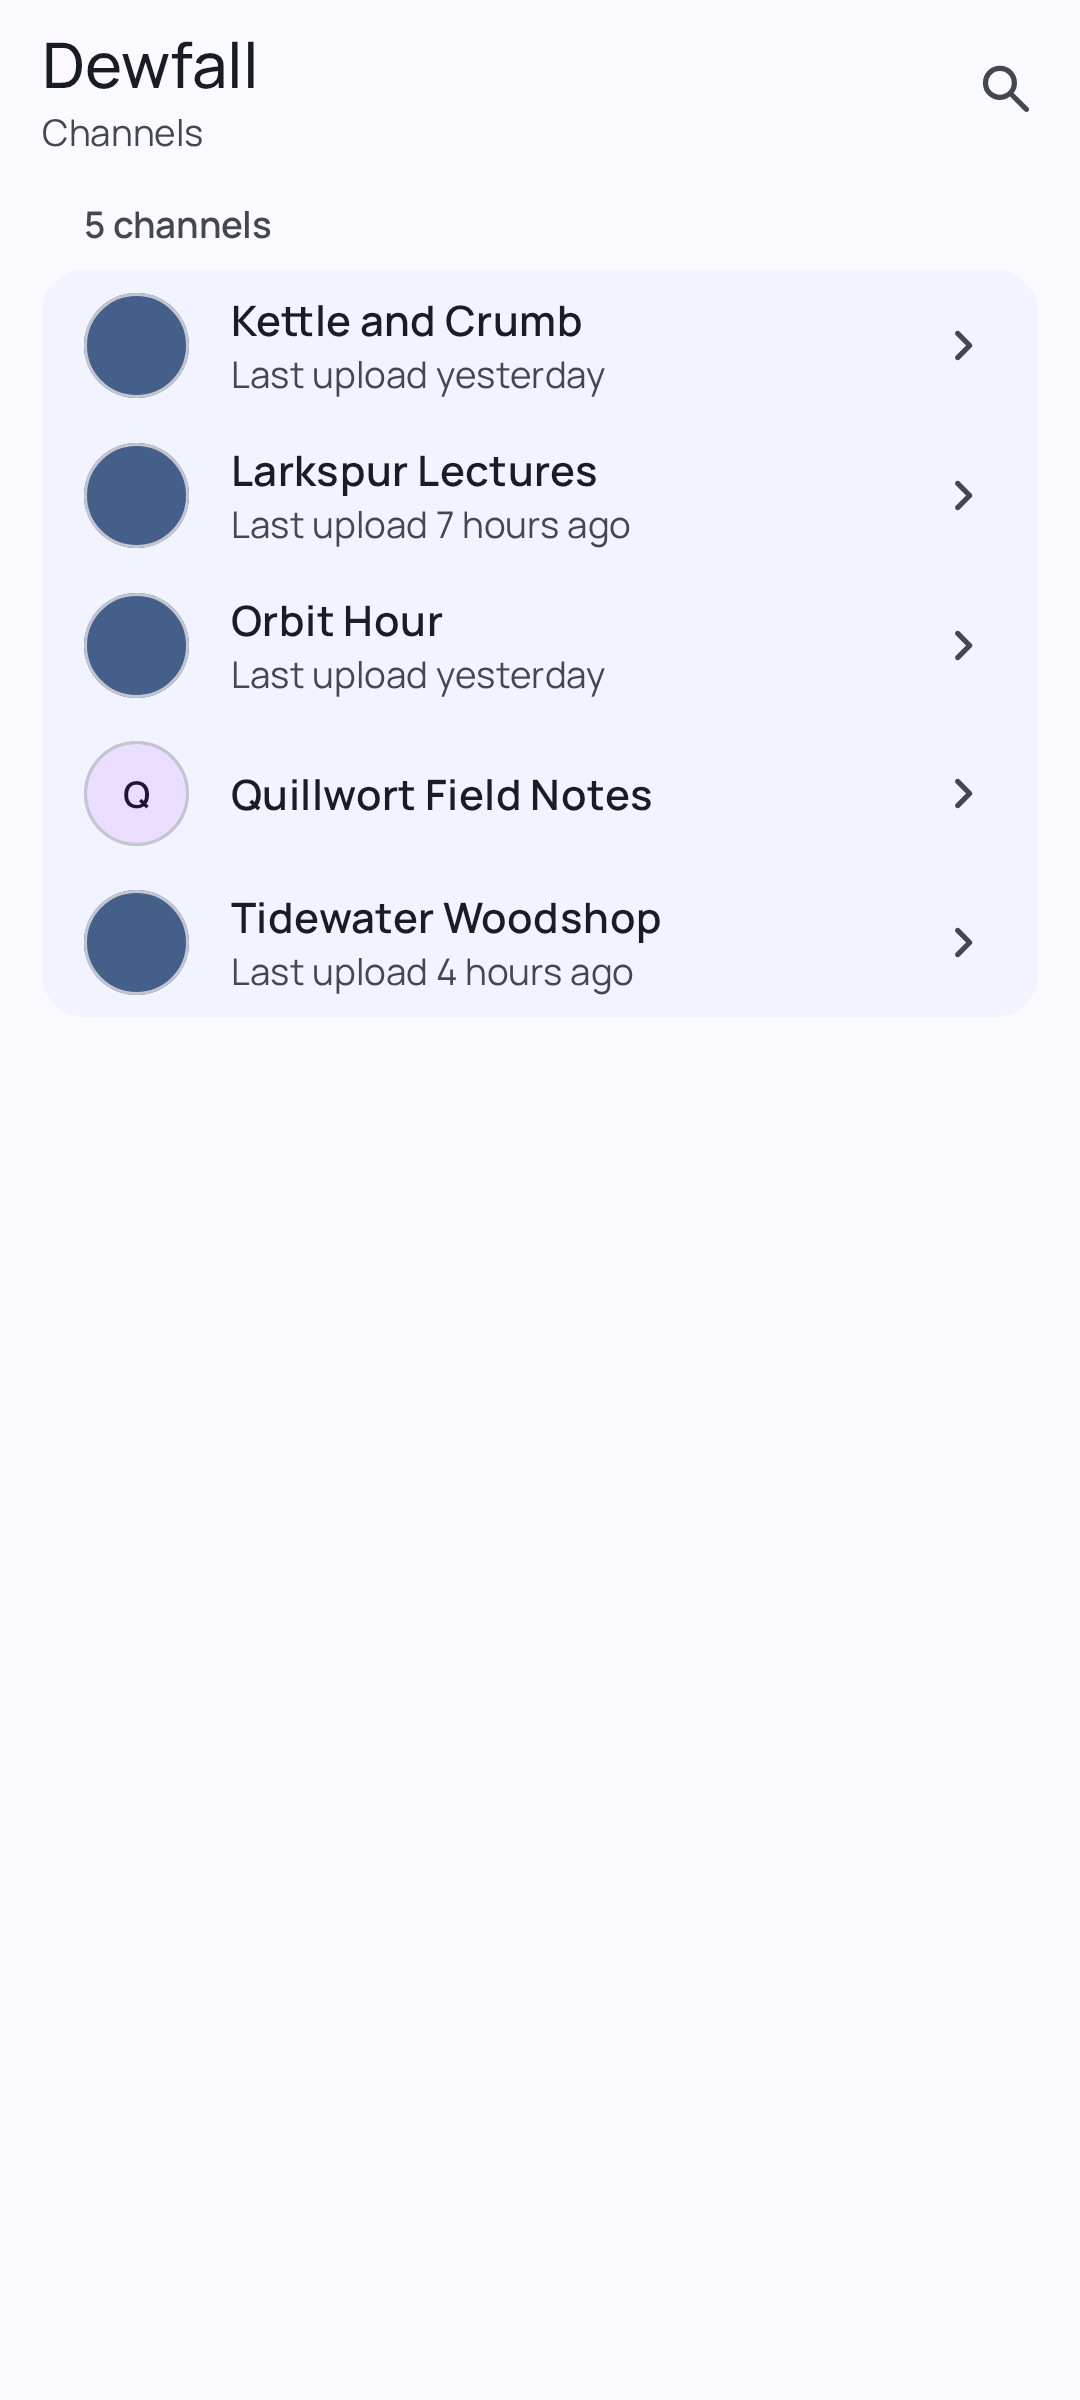 Dewfall
Channels
5 channels
Kettle and Crumb
Last upload yesterday
Larkspur Lectures
Last upload 7 hours ago
Orbit Hour
Last upload yesterday
Q
Quillwort Field Notes
Tidewater Woodshop
Last upload 4 hours ago